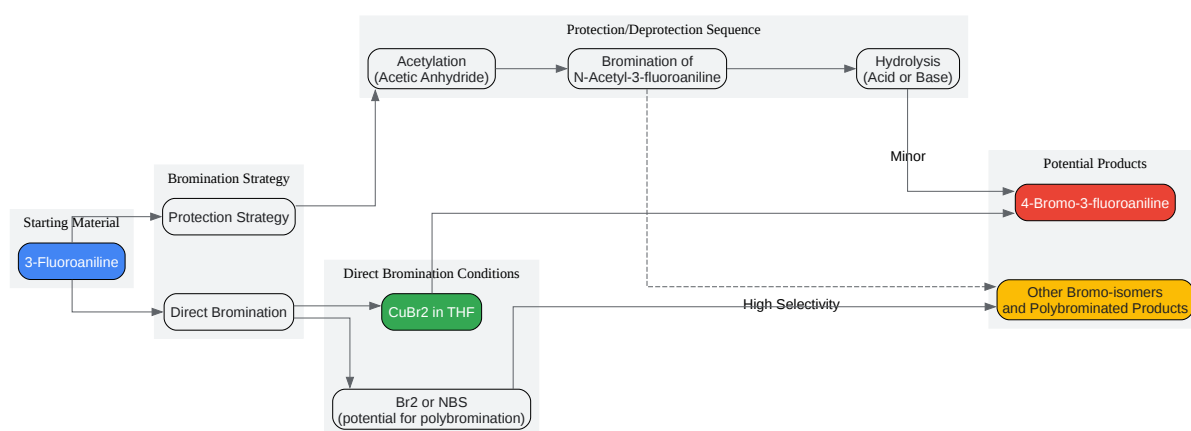 Protection/Deprotection Sequence
Acetylation
(Acetic Anhydride)
Bromination of
N-Acetyl-3-fluoroaniline
Hydrolysis
(Acid or Base)
Minor
Potential Products
4-Bromo-3-fluoroaniline
Bromination Strategy
Protection Strategy
Starting Material
3-Fluoroaniline
Direct Bromination
Direct Bromination Conditions
CuBr2 in THF
High Selectivity
Other Bromo-isomers
and Polybrominated Products
Br2 or NBS
(potential for polybromination)